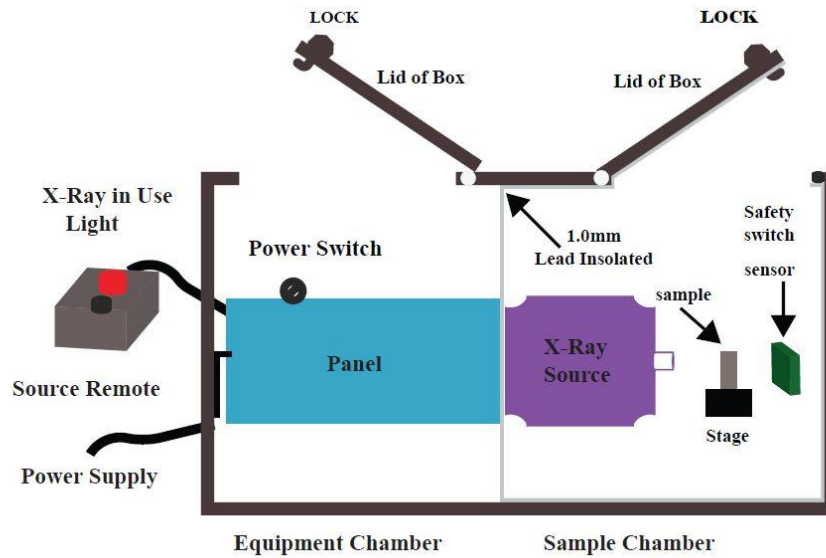 LOCK
LOCK
Lid of Box
Lid of Box
X-Ray in Use
Light
Power Switch
1.0mm
Lead Insolated
Safety
switch
sensor
sample
Panel
X-Ray
Source
Source Remote
Stage
Power Supply
Equipment Chamber
Sample Chamber